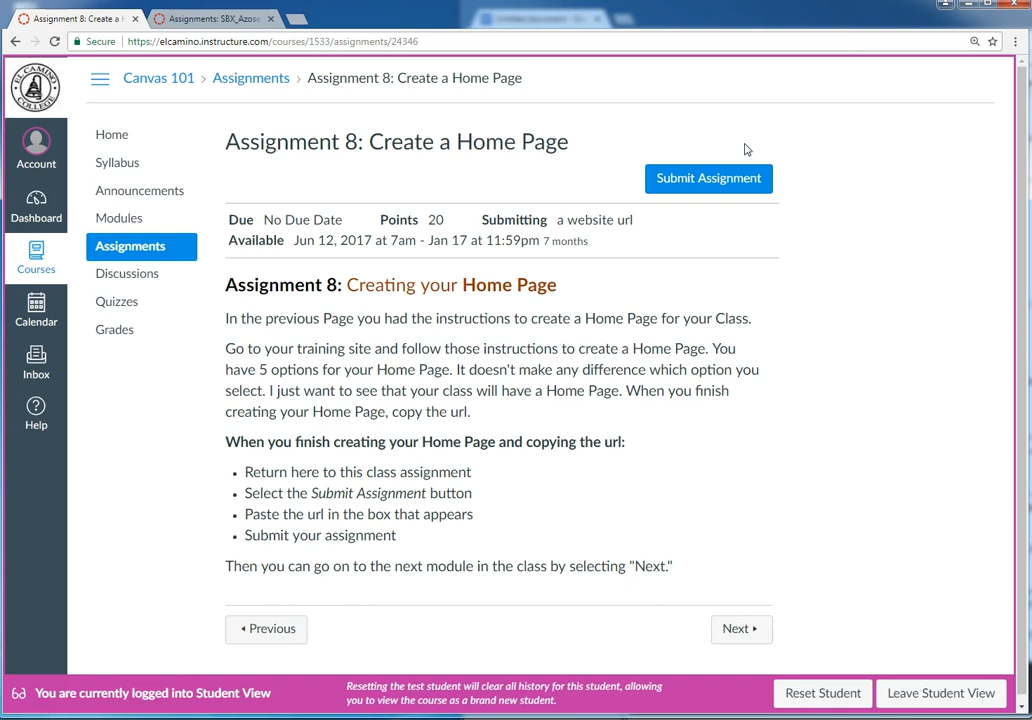 Assignment 8: Create a H
Assignments: SBX_Azose
Secure https://elcamino.instructure.com/courses/1533/assignments/24346
EL CAMINO COLLEGE
Canvas 101 > Assignments > Assignment 8: Create a Home Page
Account
Dashboard
Courses
Calendar
Inbox
Help
Home
Syllabus
Announcements
Modules
Assignments
Discussions
Quizzes
Grades
Assignment 8: Create a Home Page
Submit Assignment
Due No Due Date Points 20 Submitting a website url
Available Jun 12, 2017 at 7am - Jan 17 at 11:59pm 7 months
Assignment 8: Creating your Home Page
In the previous Page you had the instructions to create a Home Page for your Class.
Go to your training site and follow those instructions to create a Home Page. You
have 5 options for your Home Page. It doesn't make any difference which option you
select. I just want to see that your class will have a Home Page. When you finish
creating your Home Page, copy the url.
When you finish creating your Home Page and copying the url:
• Return here to this class assignment
• Select the Submit Assignment button
• Paste the url in the box that appears
• Submit your assignment
Then you can go on to the next module in the class by selecting "Next."
Previous
Next
You are currently logged into Student View
Resetting the test student will clear all history for this student, allowing
you to view the course as a brand new student.
Reset Student
Leave Student View